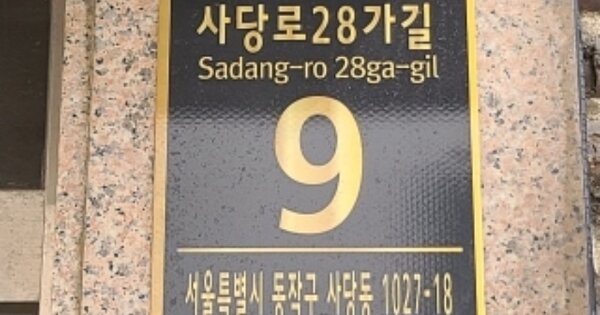 사당로28가길
Sadang-ro 28ga-gil
9
서울특별시 동작구 사당동 1027-18